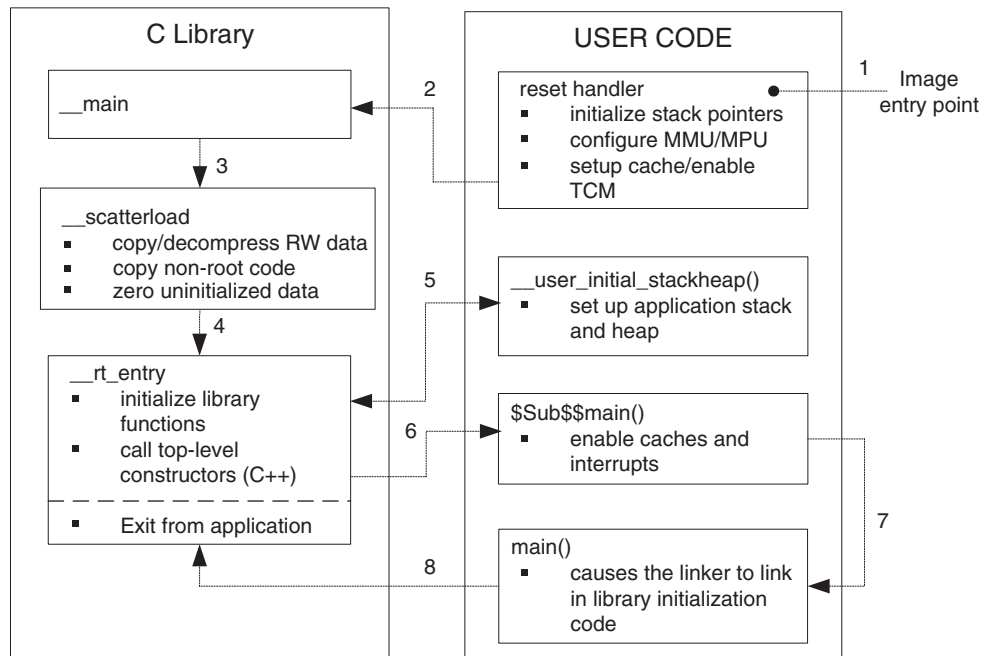 C Library
__main
3
__scatterload
▪ copy/decompress RW data
▪ copy non-root code
▪ zero uninitialized data
4
__rt_entry
▪ initialize library
functions
▪ call top-level
constructors (C++)
▪ Exit from application
2
5
6
8
USER CODE
reset handler
▪ initialize stack pointers
▪ configure MMU/MPU
▪ setup cache/enable
TCM
1
Image
entry point
__user_initial_stackheap()
▪ set up application stack
and heap
$Sub$$main()
▪ enable caches and
interrupts
7
main()
▪ causes the linker to link
in library initialization
code